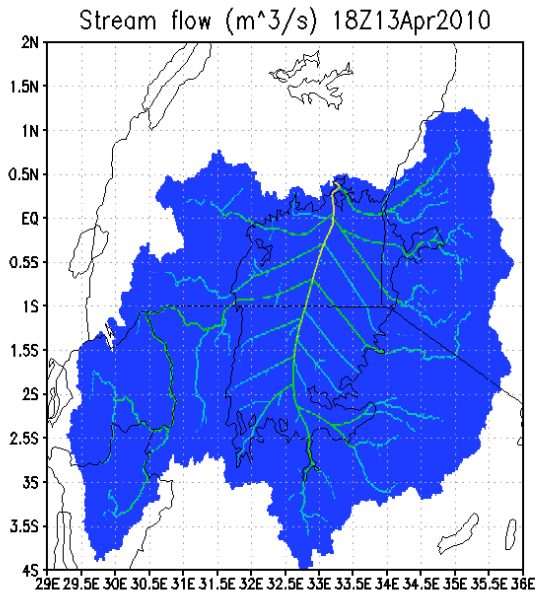 Stream flow (m^3/s) 18Z13Apr2010
2N
1.5N
1N
0.5N
EQ
0.5S
1S
1.5S
2S
2.5S
3S
3.5S
4S
29E 29.5E 30E 30.5E 31E 31.5E 32E 32.5E 33E 33.5E 34E 34.5E 35E 35.5E 36E